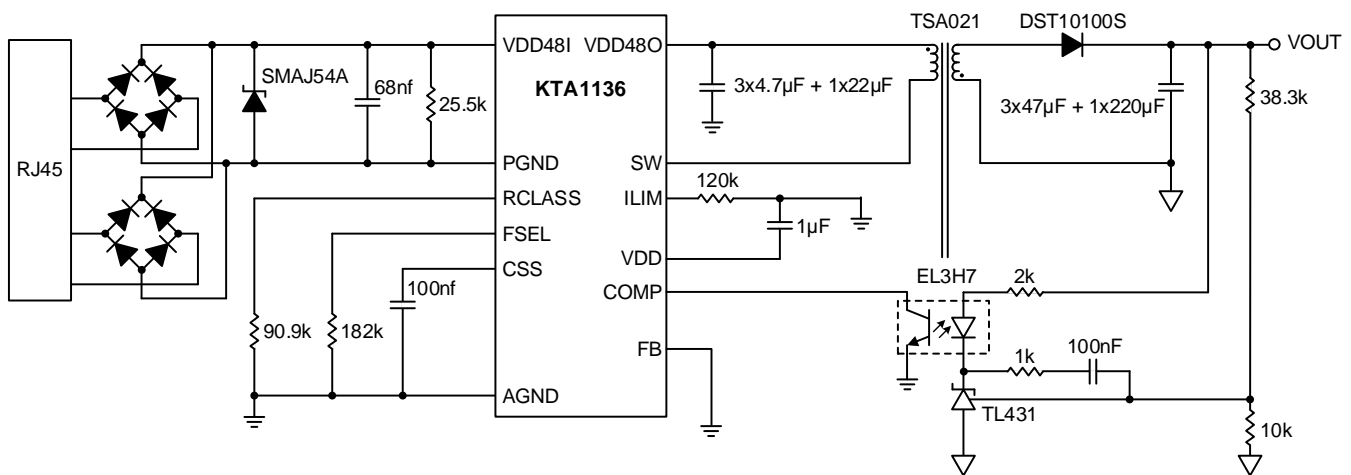 TSA021
DST10100S
VDD48I
VDD48O
VOUT
SMAJ54A
68nf
KTA1136
25.5k
3x4.7µF + 1x22µF
3x47µF + 1x220µF
38.3k
RJ45
PGND
SW
120k
RCLASS
ILIM
1µF
FSEL
VDD
CSS
EL3H7
2k
100nf
COMP
90.9k
182k
FB
1k
100nF
AGND
TL431
10k